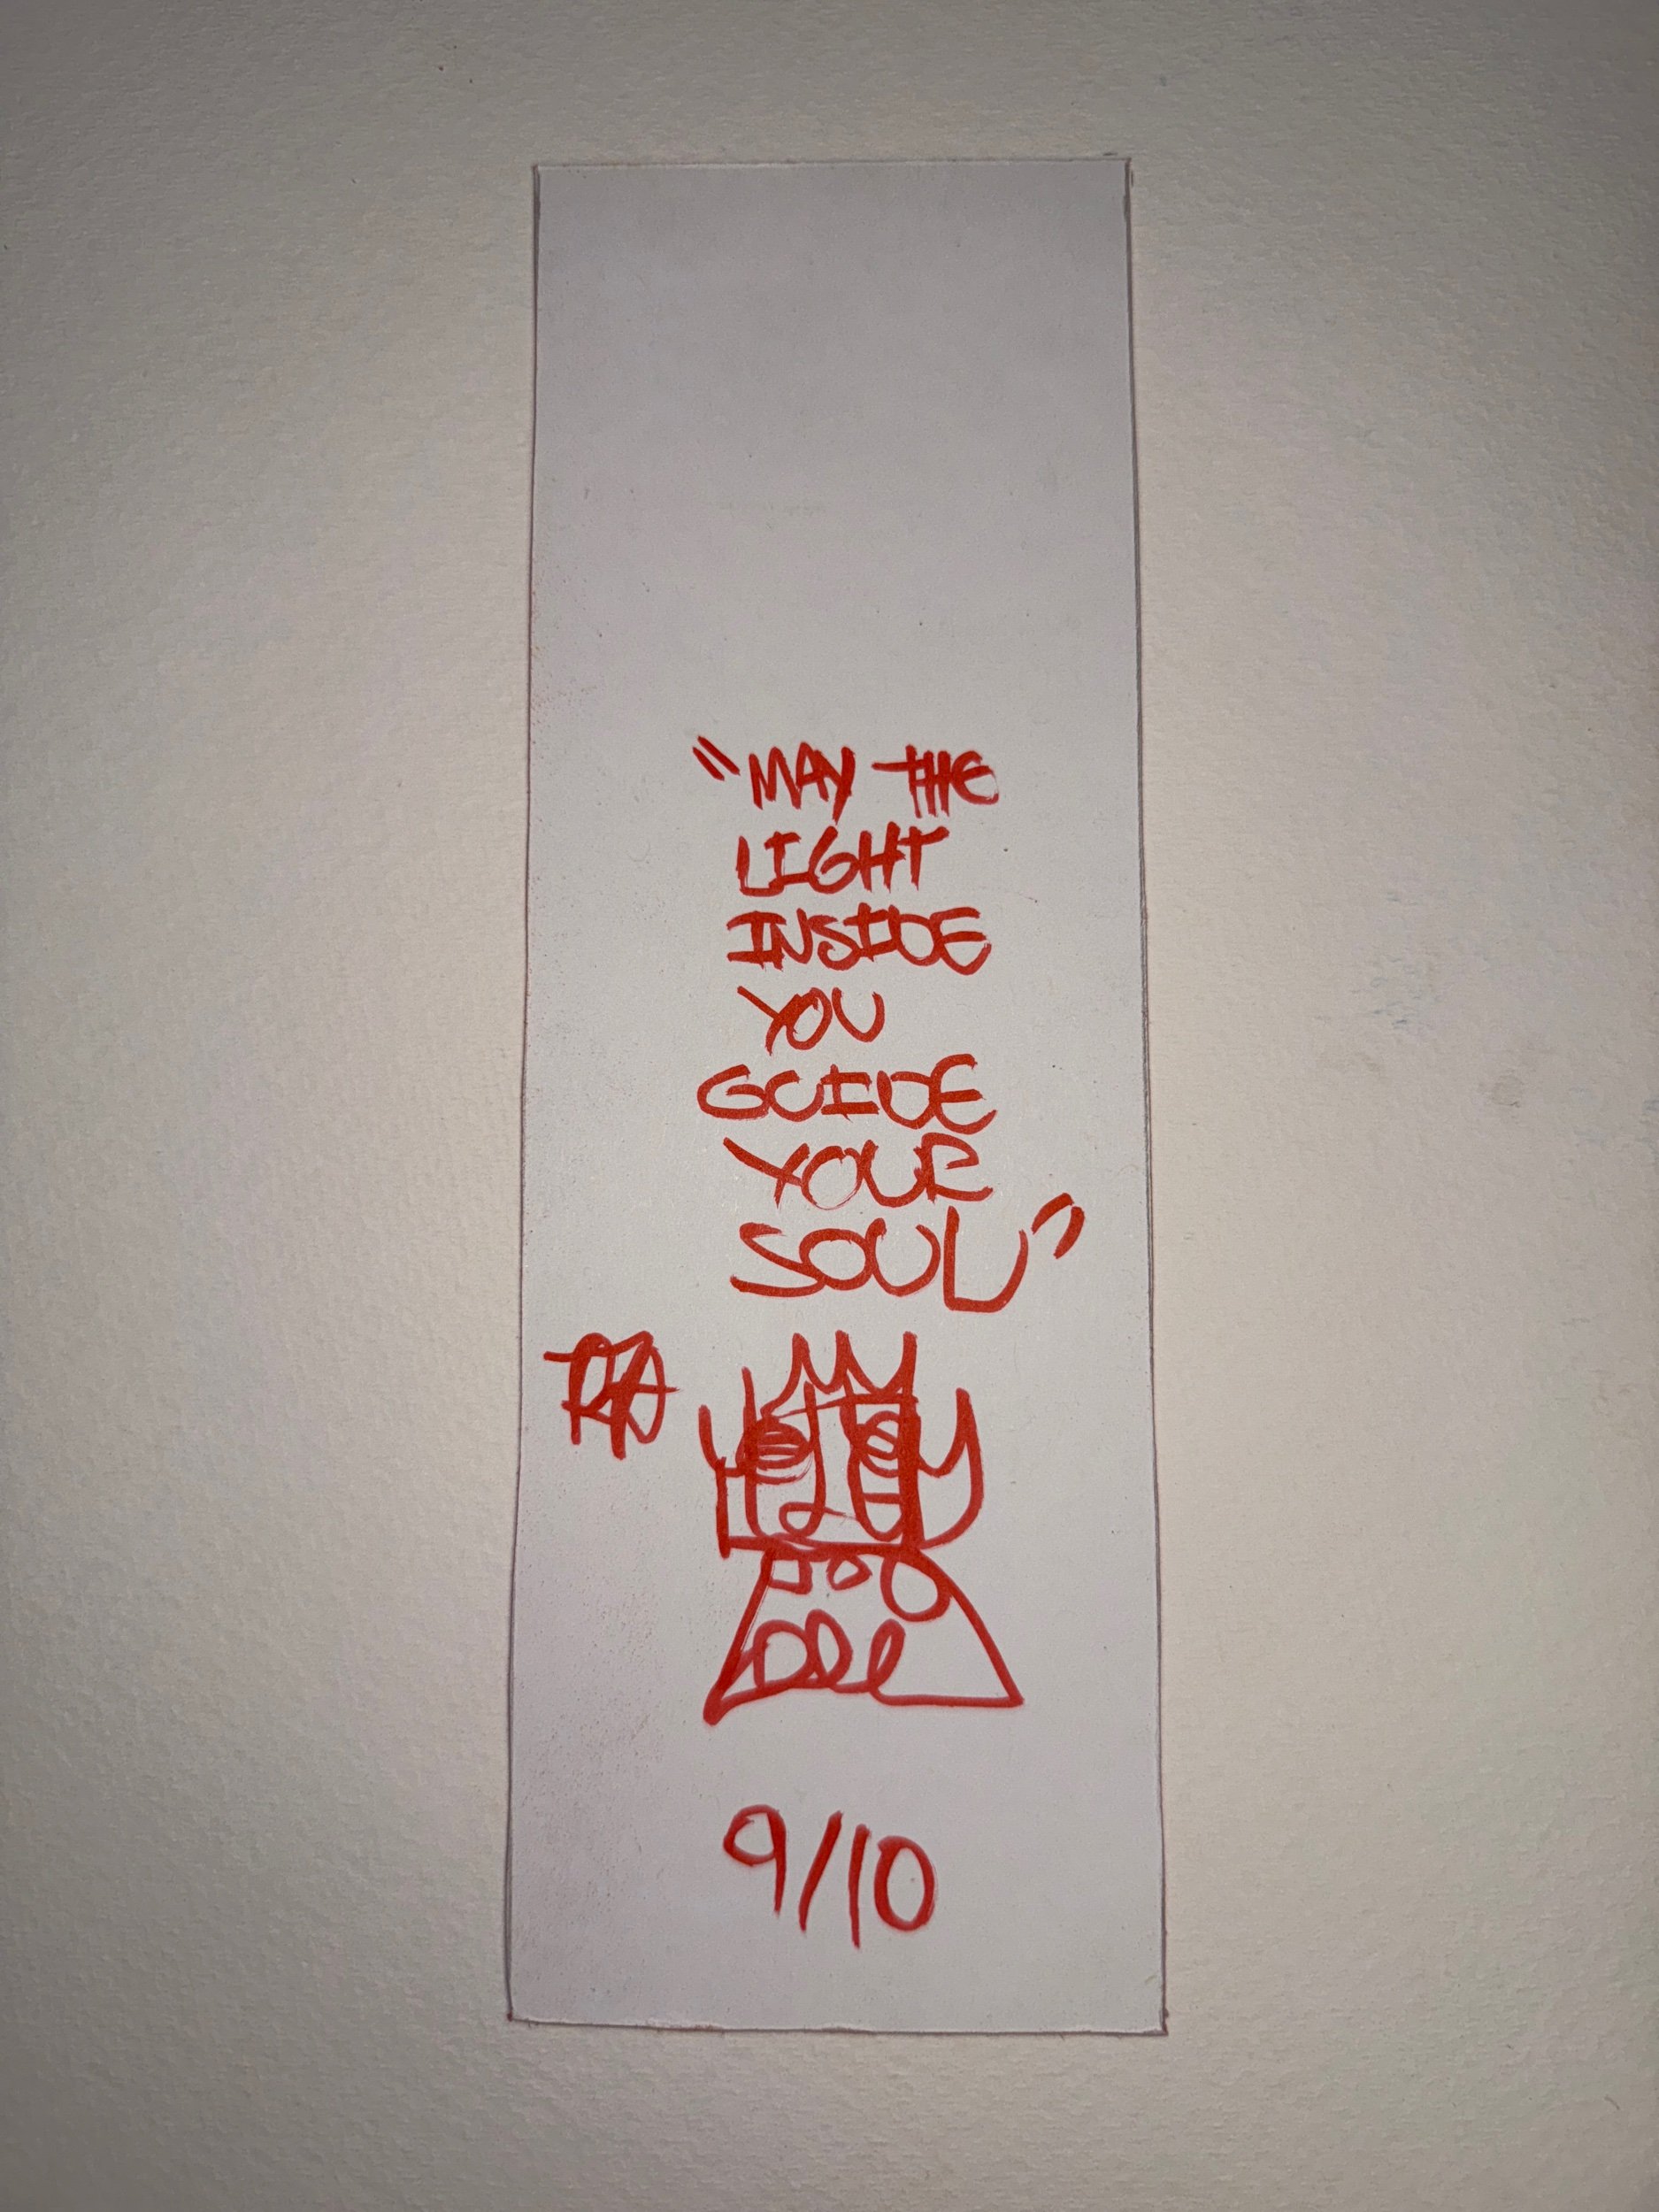 "MAY THE
LIGHT
INSIDE
YOU
GUIDE
YOUR
SOUL"
9/10